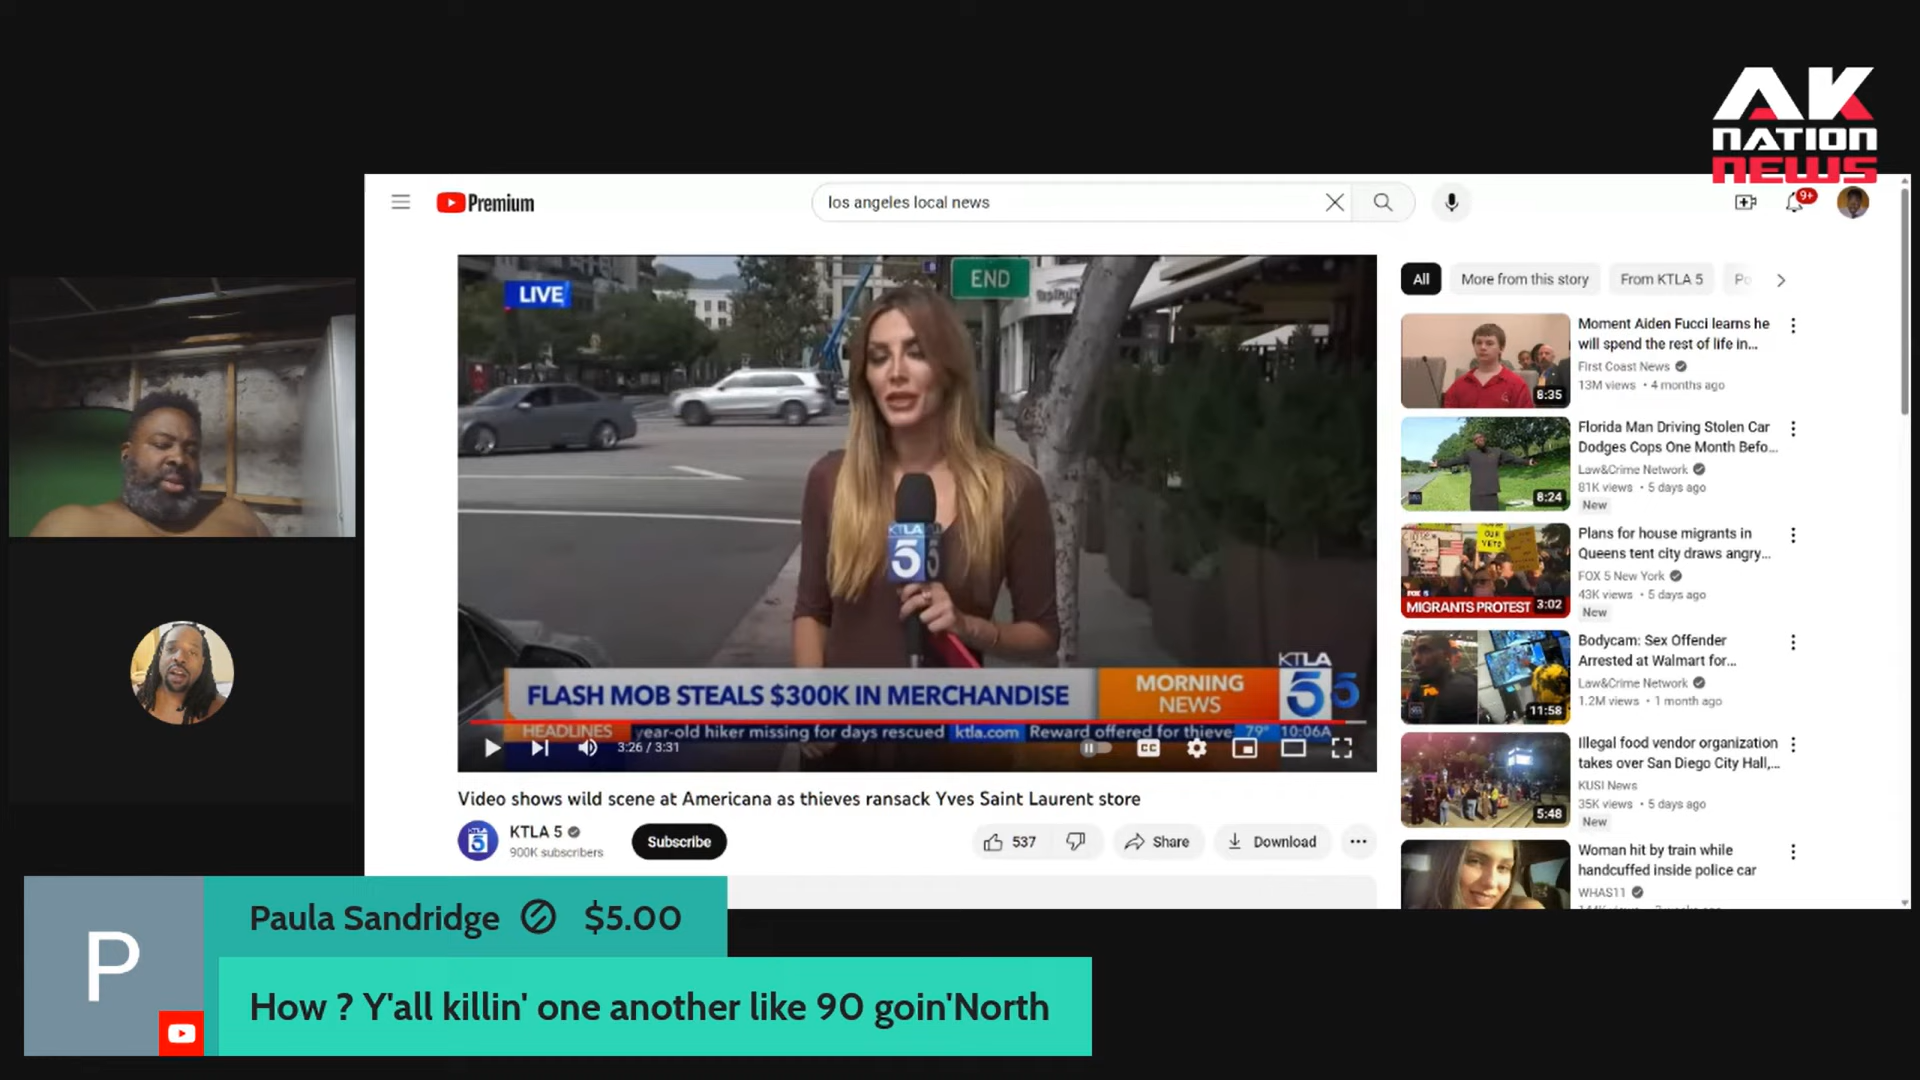 AK
NATION
NEWS
Premium
los angeles local news
9+
LIVE
END
KTLA
5
FLASH MOB STEALS $300K IN MERCHANDISE
MORNING
NEWS
KTLA
5 5
HEADLINES
year-old hiker missing for days rescued ktla.com Reward offered for thieve 79° 10:06A
3:26 / 3:31
CC
Video shows wild scene at Americana as thieves ransack Yves Saint Laurent store
KTLA 5
900K subscribers
Subscribe
537
Share
Download
All
More from this story
From KTLA 5
Po
Moment Aiden Fucci learns he
will spend the rest of life in...
First Coast News
13M views • 4 months ago
8:35
Florida Man Driving Stolen Car
Dodges Cops One Month Befo...
Law&Crime Network
81K views • 5 days ago
New
8:24
Plans for house migrants in
Queens tent city draws angry...
FOX 5 New York
43K views • 5 days ago
New
MIGRANTS PROTEST 3:02
Bodycam: Sex Offender
Arrested at Walmart for...
Law&Crime Network
1.2M views • 1 month ago
11:58
Illegal food vendor organization
takes over San Diego City Hall,...
KUSI News
35K views • 5 days ago
New
5:48
Woman hit by train while
handcuffed inside police car
WHAS11
P
Paula Sandridge $5.00
How ? Y'all killin' one another like 90 goin'North